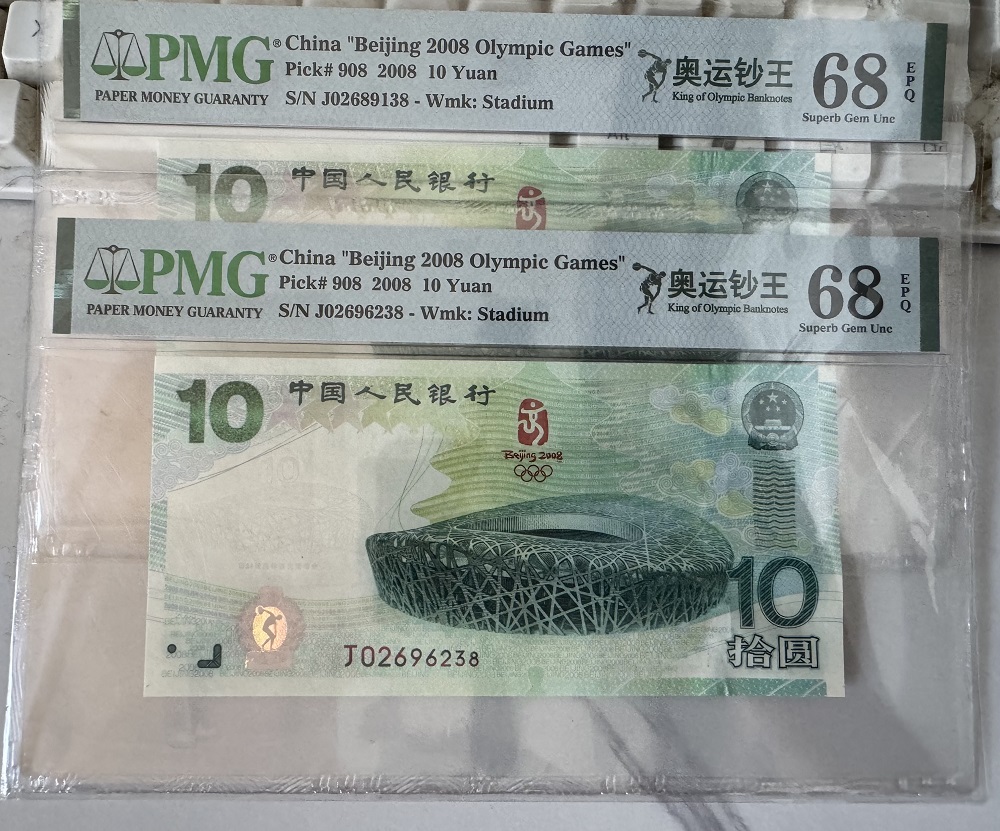 PMG® China "Beijing 2008 Olympic Games"
Pick# 908 2008 10 Yuan
PAPER MONEY GUARANTY S/N J02689138 - Wmk: Stadium
奥运钞王
King of Olympic Banknotes
68 EPQ
Superb Gem Unc
10 中国人民银行
PMG® China "Beijing 2008 Olympic Games"
Pick# 908 2008 10 Yuan
PAPER MONEY GUARANTY S/N J02696238 - Wmk: Stadium
奥运钞王
King of Olympic Banknotes
68 EPQ
Superb Gem Unc
10 中国人民银行
Beijing 2008
10
拾圆
J02696238